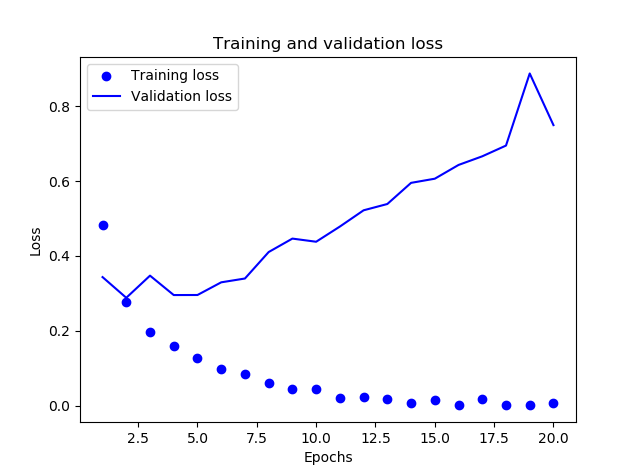 Training and validation loss
Training loss
Validation loss
Loss
0.8
0.6
0.4
0.2
0.0
2.5 5.0 7.5 10.0 12.5 15.0 17.5 20.0
Epochs